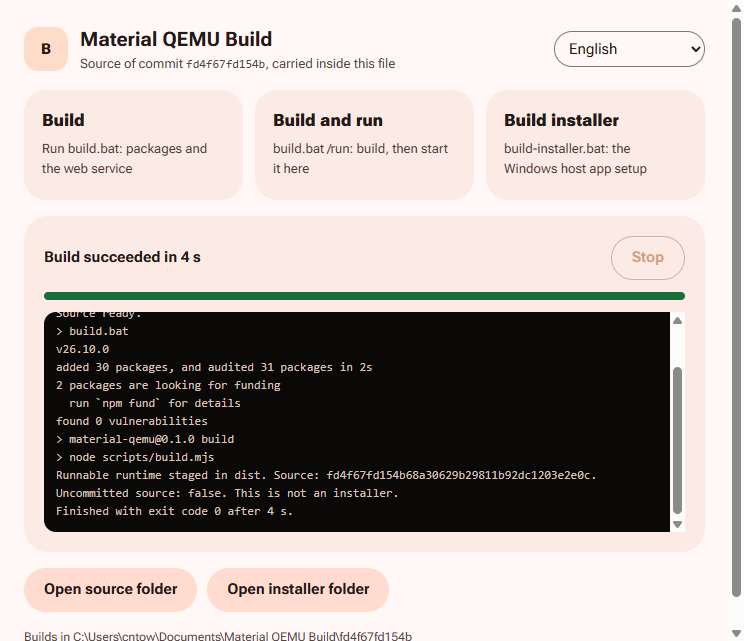 B
Material QEMU Build
Source of commit fd4f67fd154b, carried inside this file
English
Build
Run build.bat: packages and
the web service
Build and run
build.bat /run: build, then start
it here
Build installer
build-installer.bat: the
Windows host app setup
Build succeeded in 4 s
Stop
Source ready.
> build.bat
v26.10.0
added 30 packages, and audited 31 packages in 2s
2 packages are looking for funding
  run `npm fund` for details
found 0 vulnerabilities
> material-qemu@0.1.0 build
> node scripts/build.mjs
Runnable runtime staged in dist. Source: fd4f67fd154b68a30629b29811b92dc1203e2e0c.
Uncommitted source: false. This is not an installer.
Finished with exit code 0 after 4 s.
Open source folder
Open installer folder
Builds in C:\Users\cntow\Documents\Material QEMU Build\fd4f67fd154b